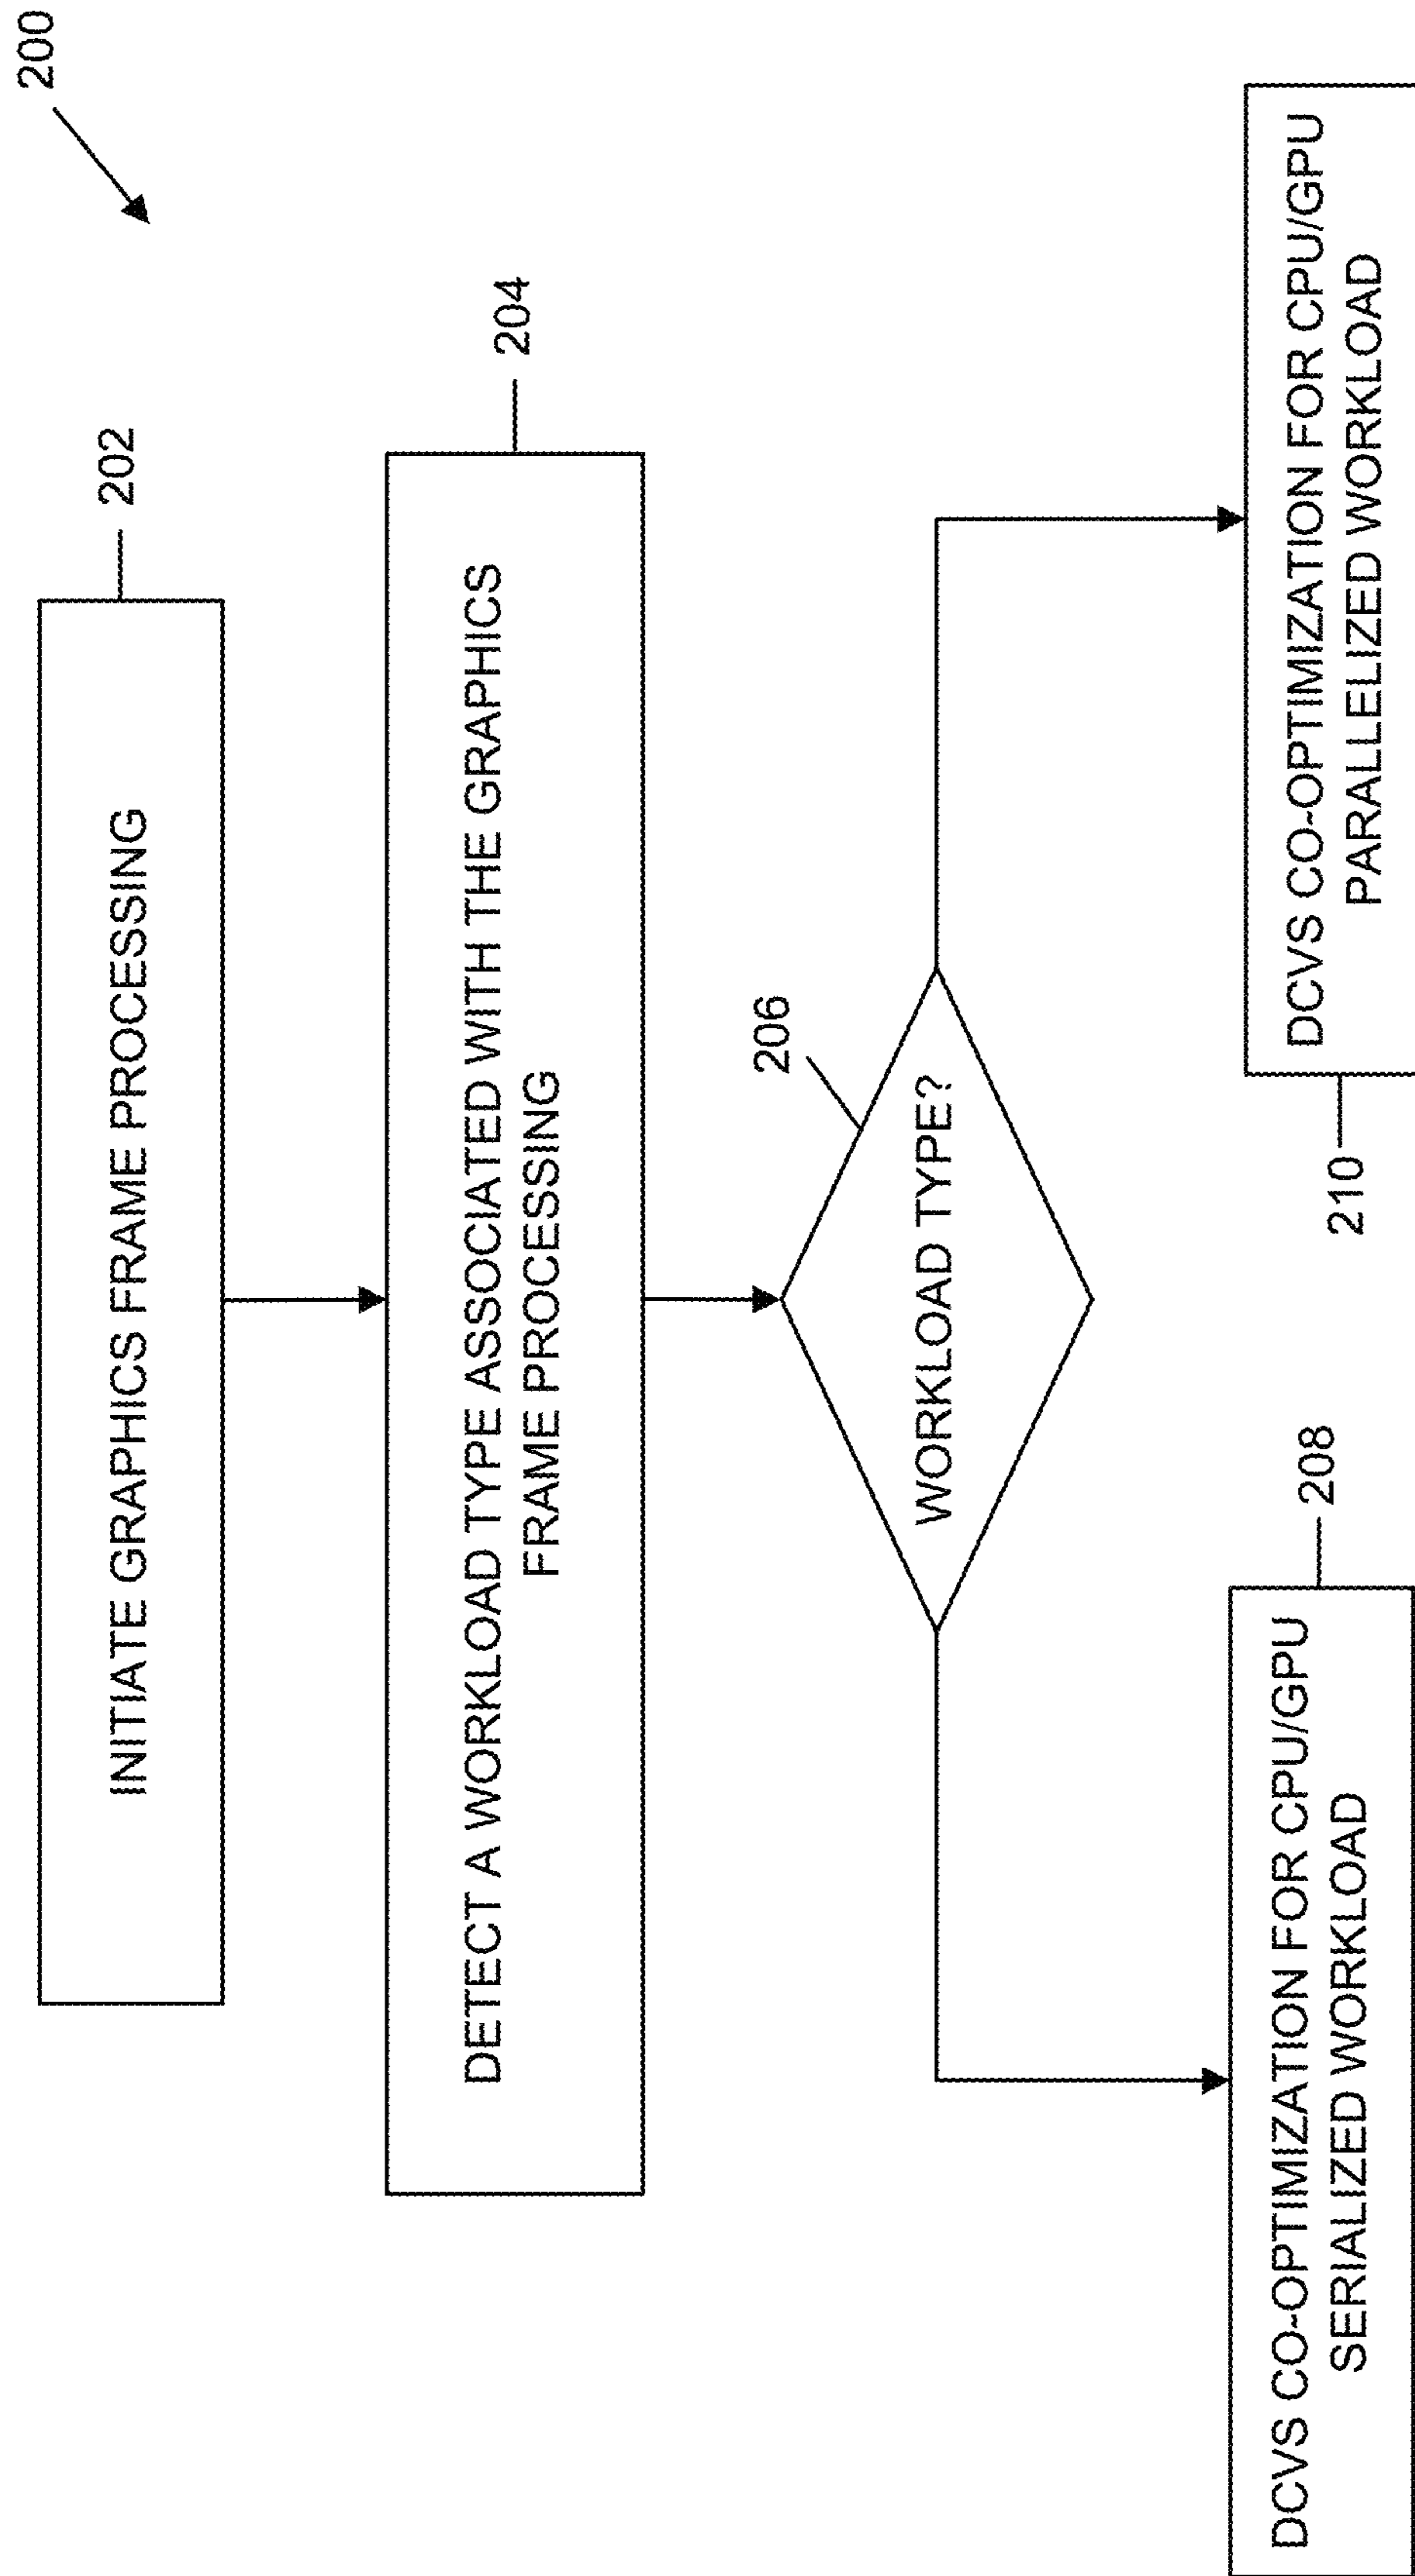 200
INITIATE GRAPHICS FRAME PROCESSING
202
DETECT A WORKLOAD TYPE ASSOCIATED WITH THE GRAPHICS
FRAME PROCESSING
204
206
WORKLOAD TYPE?
DCVS CO-OPTIMIZATION FOR CPU/GPU
SERIALIZED WORKLOAD
208
210
DCVS CO-OPTIMIZATION FOR CPU/GPU
PARALLELIZED WORKLOAD